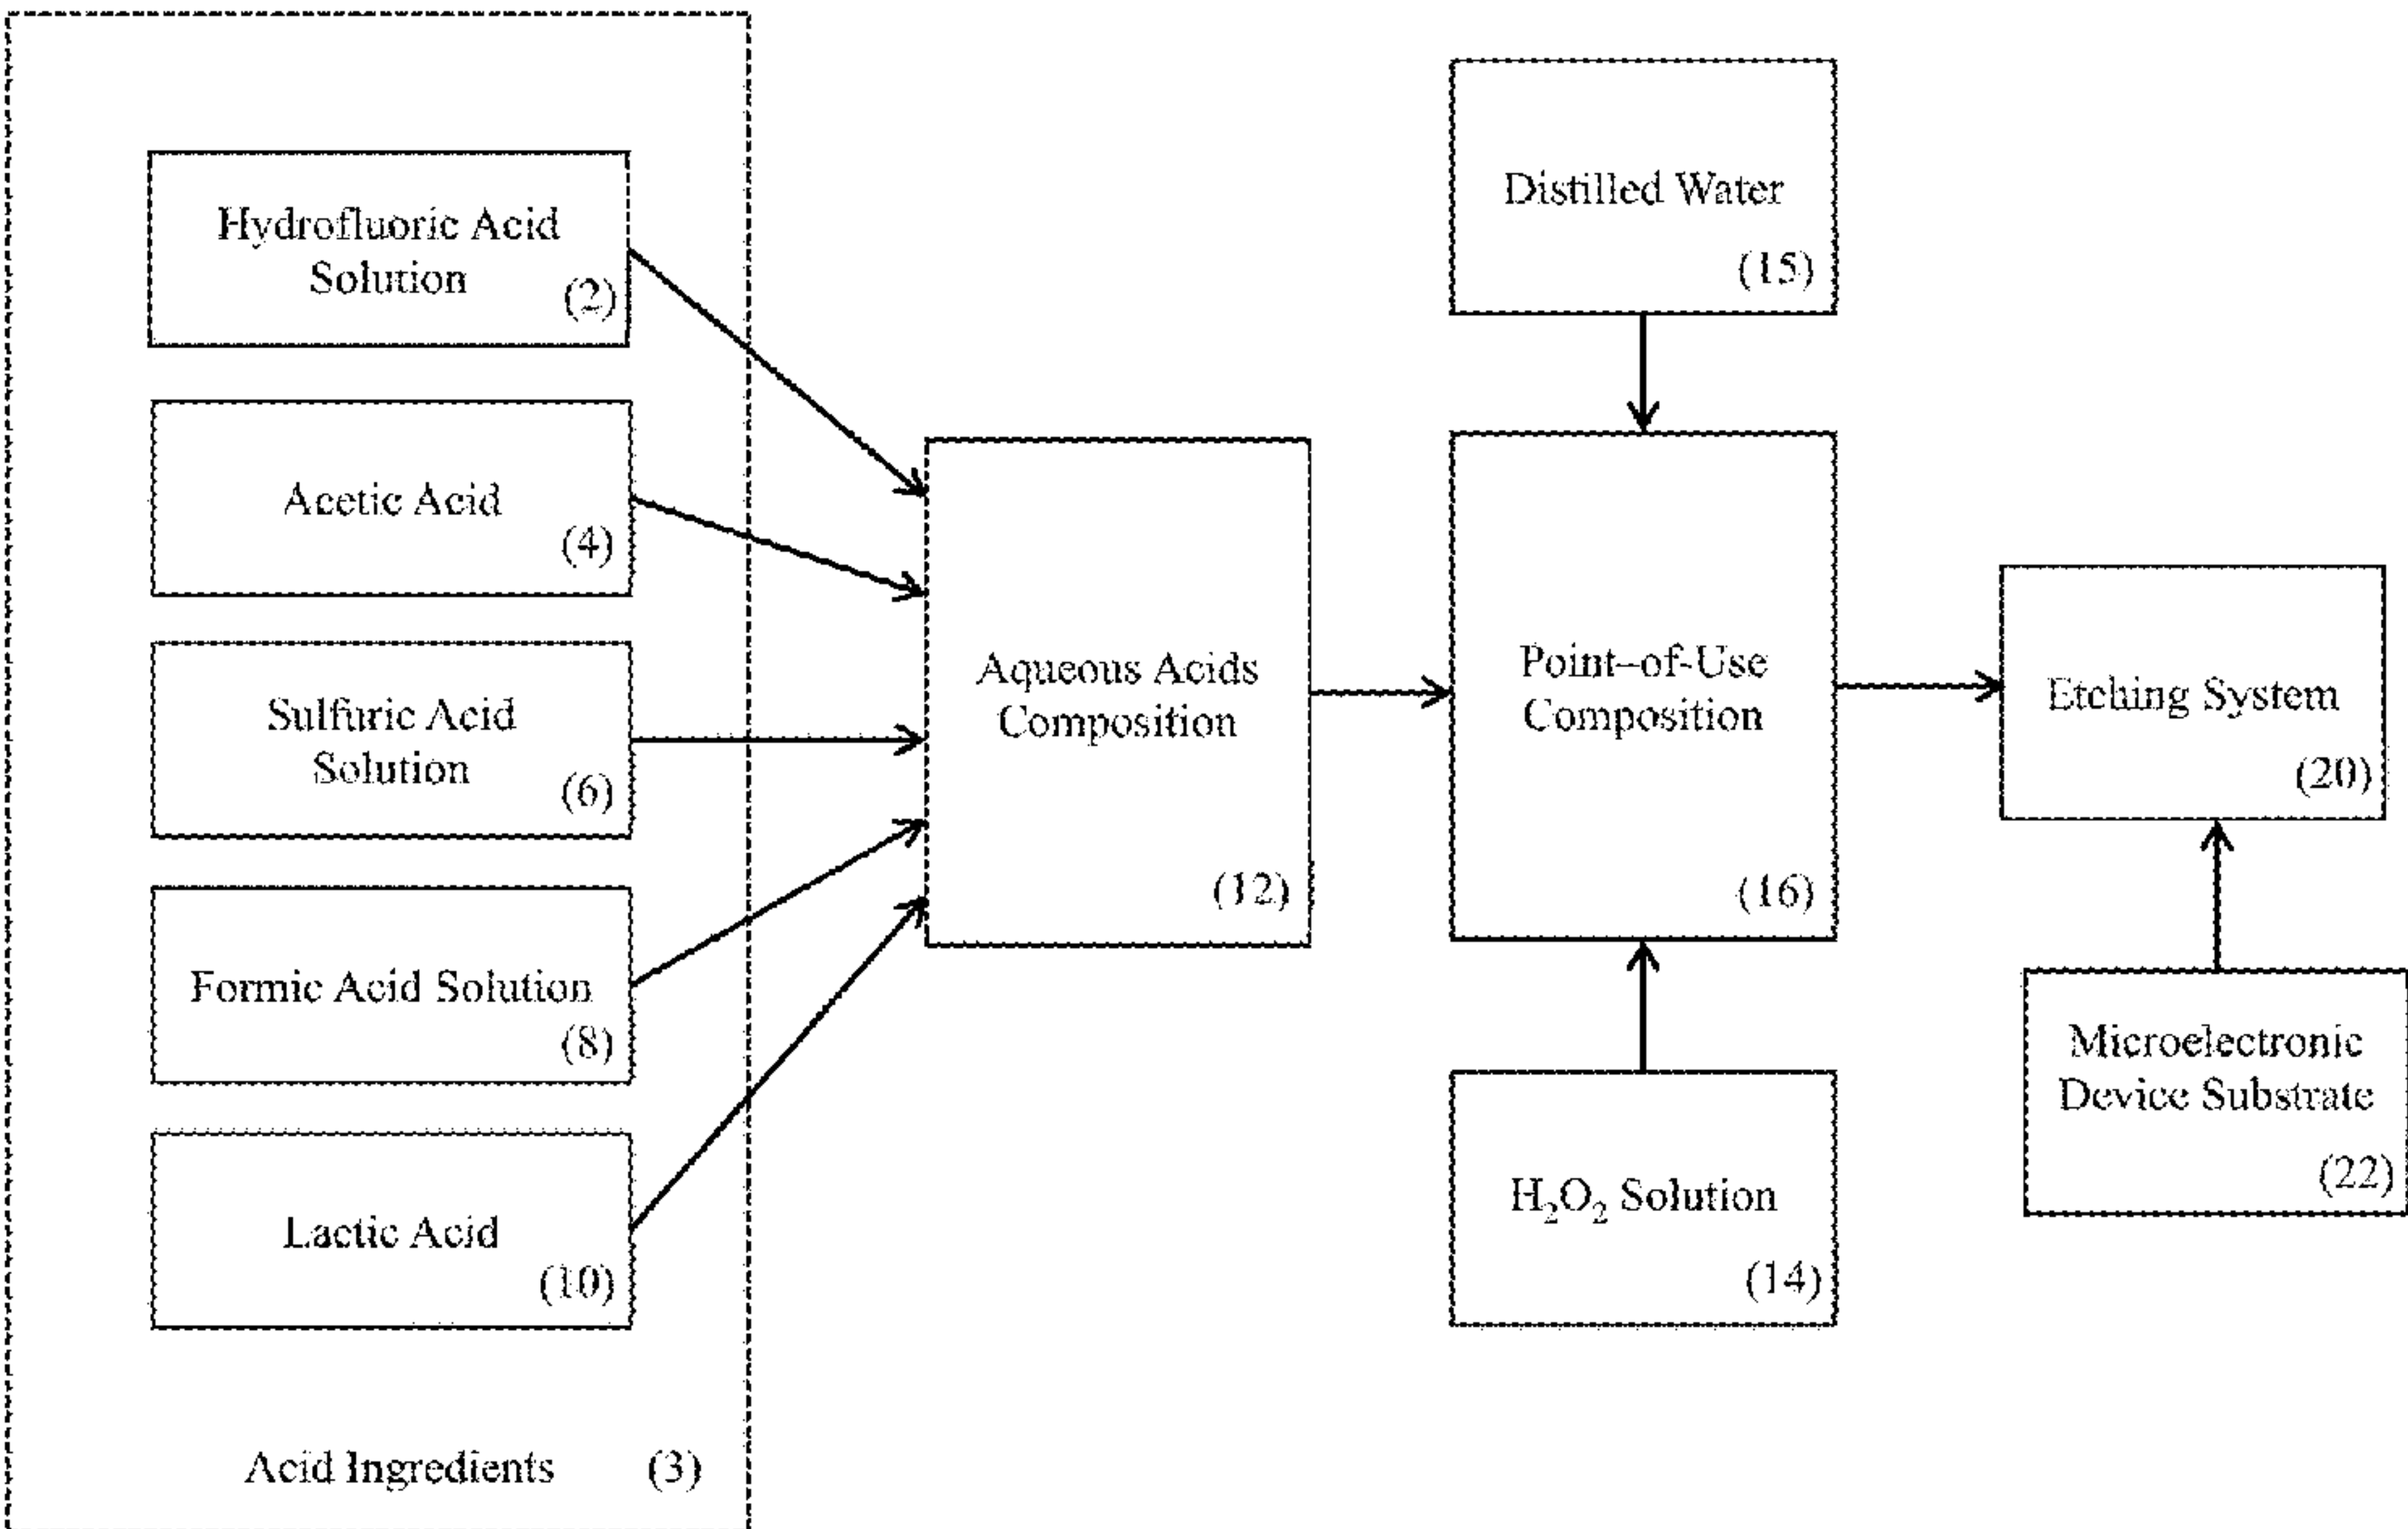 Hydrofluoric Acid
Solution
(2)
Acetic Acid
(4)
Sulfuric Acid
Solution
(6)
Formic Acid Solution
(8)
Lactic Acid
(10)
Acid Ingredients (3)
Aqueous Acids
Composition
(12)
Distilled Water
(15)
Point–of-Use
Composition
(16)
H₂O₂ Solution
(14)
Etching System
(20)
Microelectronic
Device Substrate
(22)